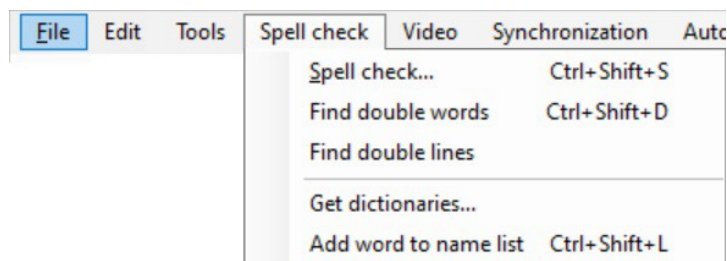 File Edit Tools Spell check Video Synchronization Auto
Spell check... Ctrl+Shift+S
Find double words Ctrl+Shift+D
Find double lines
Get dictionaries...
Add word to name list Ctrl+Shift+L